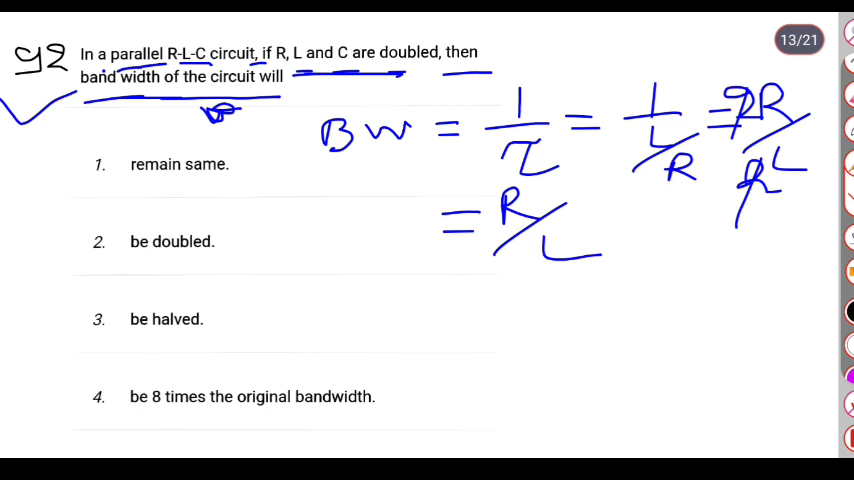 13/21
92 In a parallel R-L-C circuit, if R, L and C are doubled, then
band width of the circuit will
BW = 1/τ = 1/L/R = 2R/2L
= R/L
1. remain same.
2. be doubled.
3. be halved.
4. be 8 times the original bandwidth.